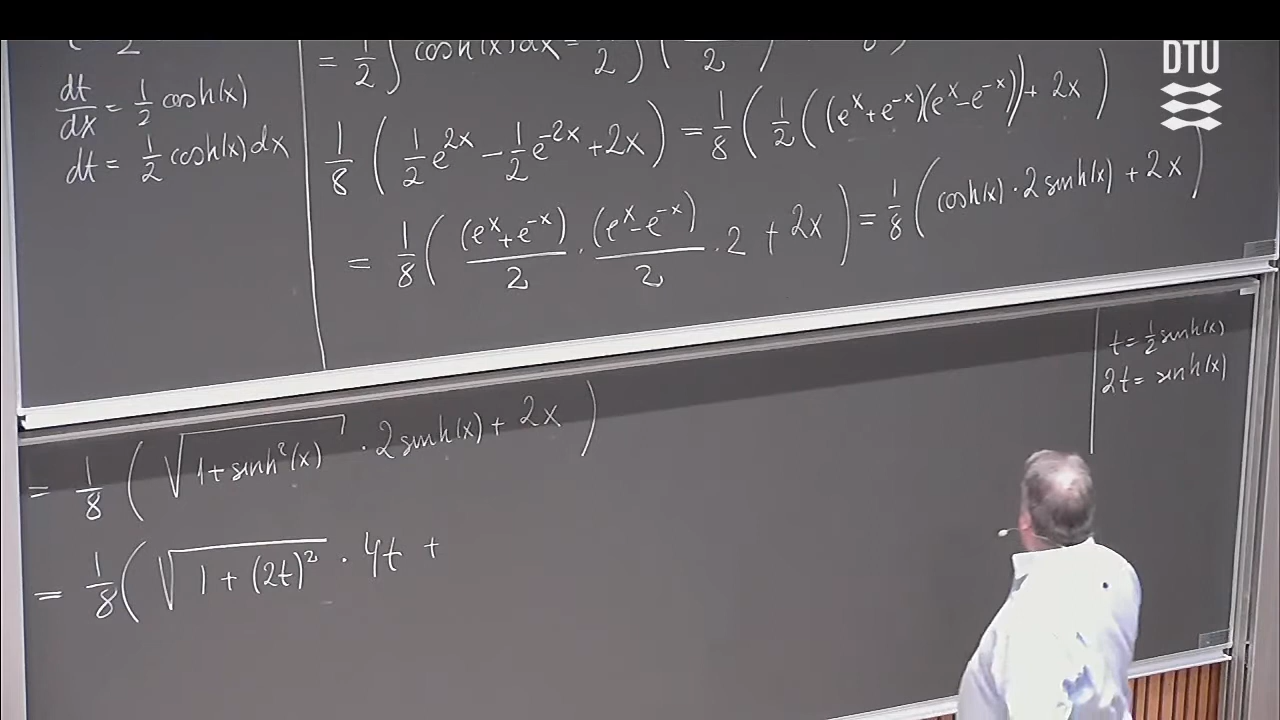 dt/dx = 1/2 cosh(x)
dt = 1/2 cosh(x) dx
= 1/2 ∫ cosh(x) dx =
1/8 ( 1/2 e^{2x} − 1/2 e^{−2x} + 2x ) = 1/8 ( 1/2 ((e^x + e^{−x})(e^x − e^{−x})) + 2x )
= 1/8 ( (e^x + e^{−x})/2 · (e^x − e^{−x})/2 · 2 + 2x ) = 1/8 ( cosh(x) · 2 sinh(x) + 2x )
DTU
= 1/8 ( √(1 + sinh²(x)) · 2 sinh(x) + 2x )
= 1/8 ( √(1 + (2t)²) · 4t +
t = 1/2 sinh(x)
2t = sinh(x)